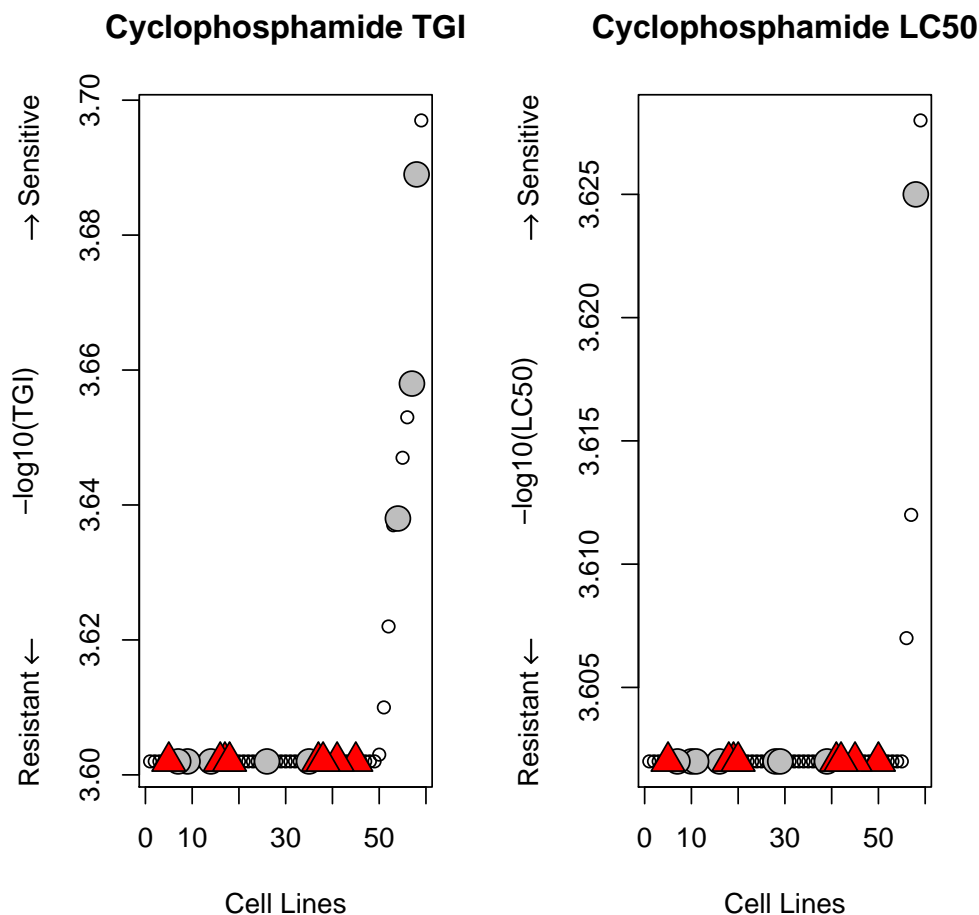 Cyclophosphamide TGI
Resistant ← −log10(TGI) → Sensitive
3.70
3.68
3.66
3.64
3.62
3.60
0 10 30 50
Cell Lines
Cyclophosphamide LC50
Resistant ← −log10(LC50) → Sensitive
3.625
3.620
3.615
3.610
3.605
0 10 30 50
Cell Lines